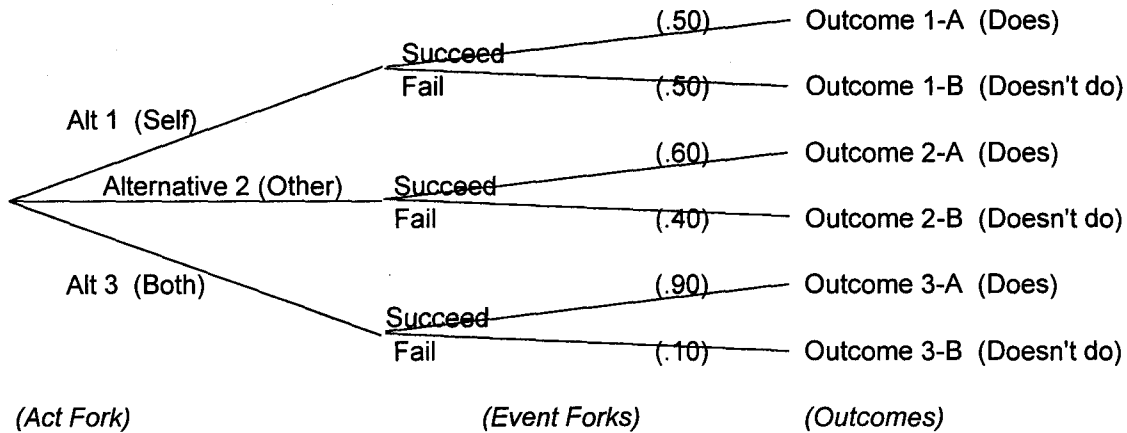 (.50) Outcome 1-A (Does)
Succeed
Fail (.50) Outcome 1-B (Doesn't do)
Alt 1 (Self)
(.60) Outcome 2-A (Does)
Alternative 2 (Other) Succeed
Fail (.40) Outcome 2-B (Doesn't do)
Alt 3 (Both) (.90) Outcome 3-A (Does)
Succeed
Fail (.10) Outcome 3-B (Doesn't do)
(Act Fork) (Event Forks) (Outcomes)